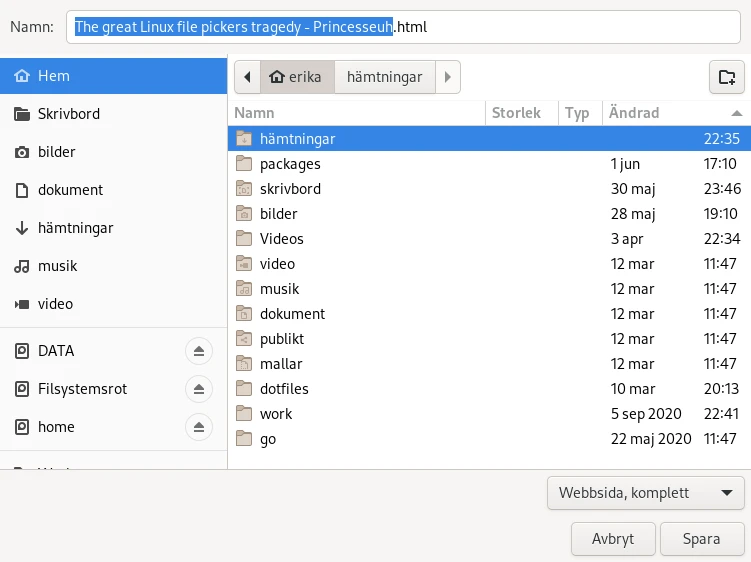 Namn: The great Linux file pickers tragedy - Princesseuh.html
Hem
Skrivbord
bilder
dokument
hämtningar
musik
video
DATA
Filsystemsrot
home
erika hämtningar
Namn Storlek Typ Ändrad
hämtningar 22:35
packages 1 jun 17:10
skrivbord 30 maj 23:46
bilder 28 maj 19:10
Videos 3 apr 22:34
video 12 mar 11:47
musik 12 mar 11:47
dokument 12 mar 11:47
publikt 12 mar 11:47
mallar 12 mar 11:47
dotfiles 10 mar 20:13
work 5 sep 2020 22:41
go 22 maj 2020 11:47
Webbsida, komplett
Avbryt Spara